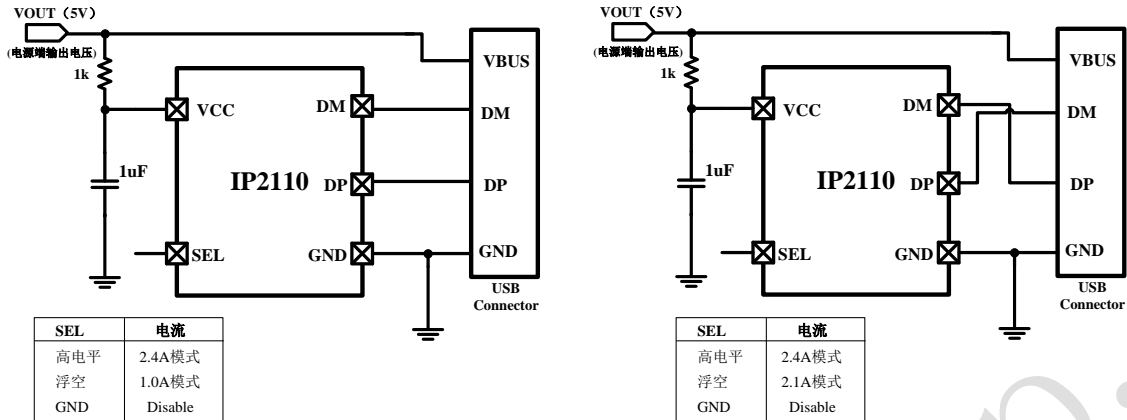 VOUT（5V）
(电源端输出电压)
1k
VCC
DM
VBUS
DM
1uF
IP2110
DP
DP
SEL
GND
GND
USB
Connector
SEL 电流
高电平 2.4A模式
浮空 1.0A模式
GND Disable
VOUT（5V）
(电源端输出电压)
1k
VCC
DM
VBUS
DM
1uF
IP2110
DP
DP
SEL
GND
GND
USB
Connector
SEL 电流
高电平 2.4A模式
浮空 2.1A模式
GND Disable